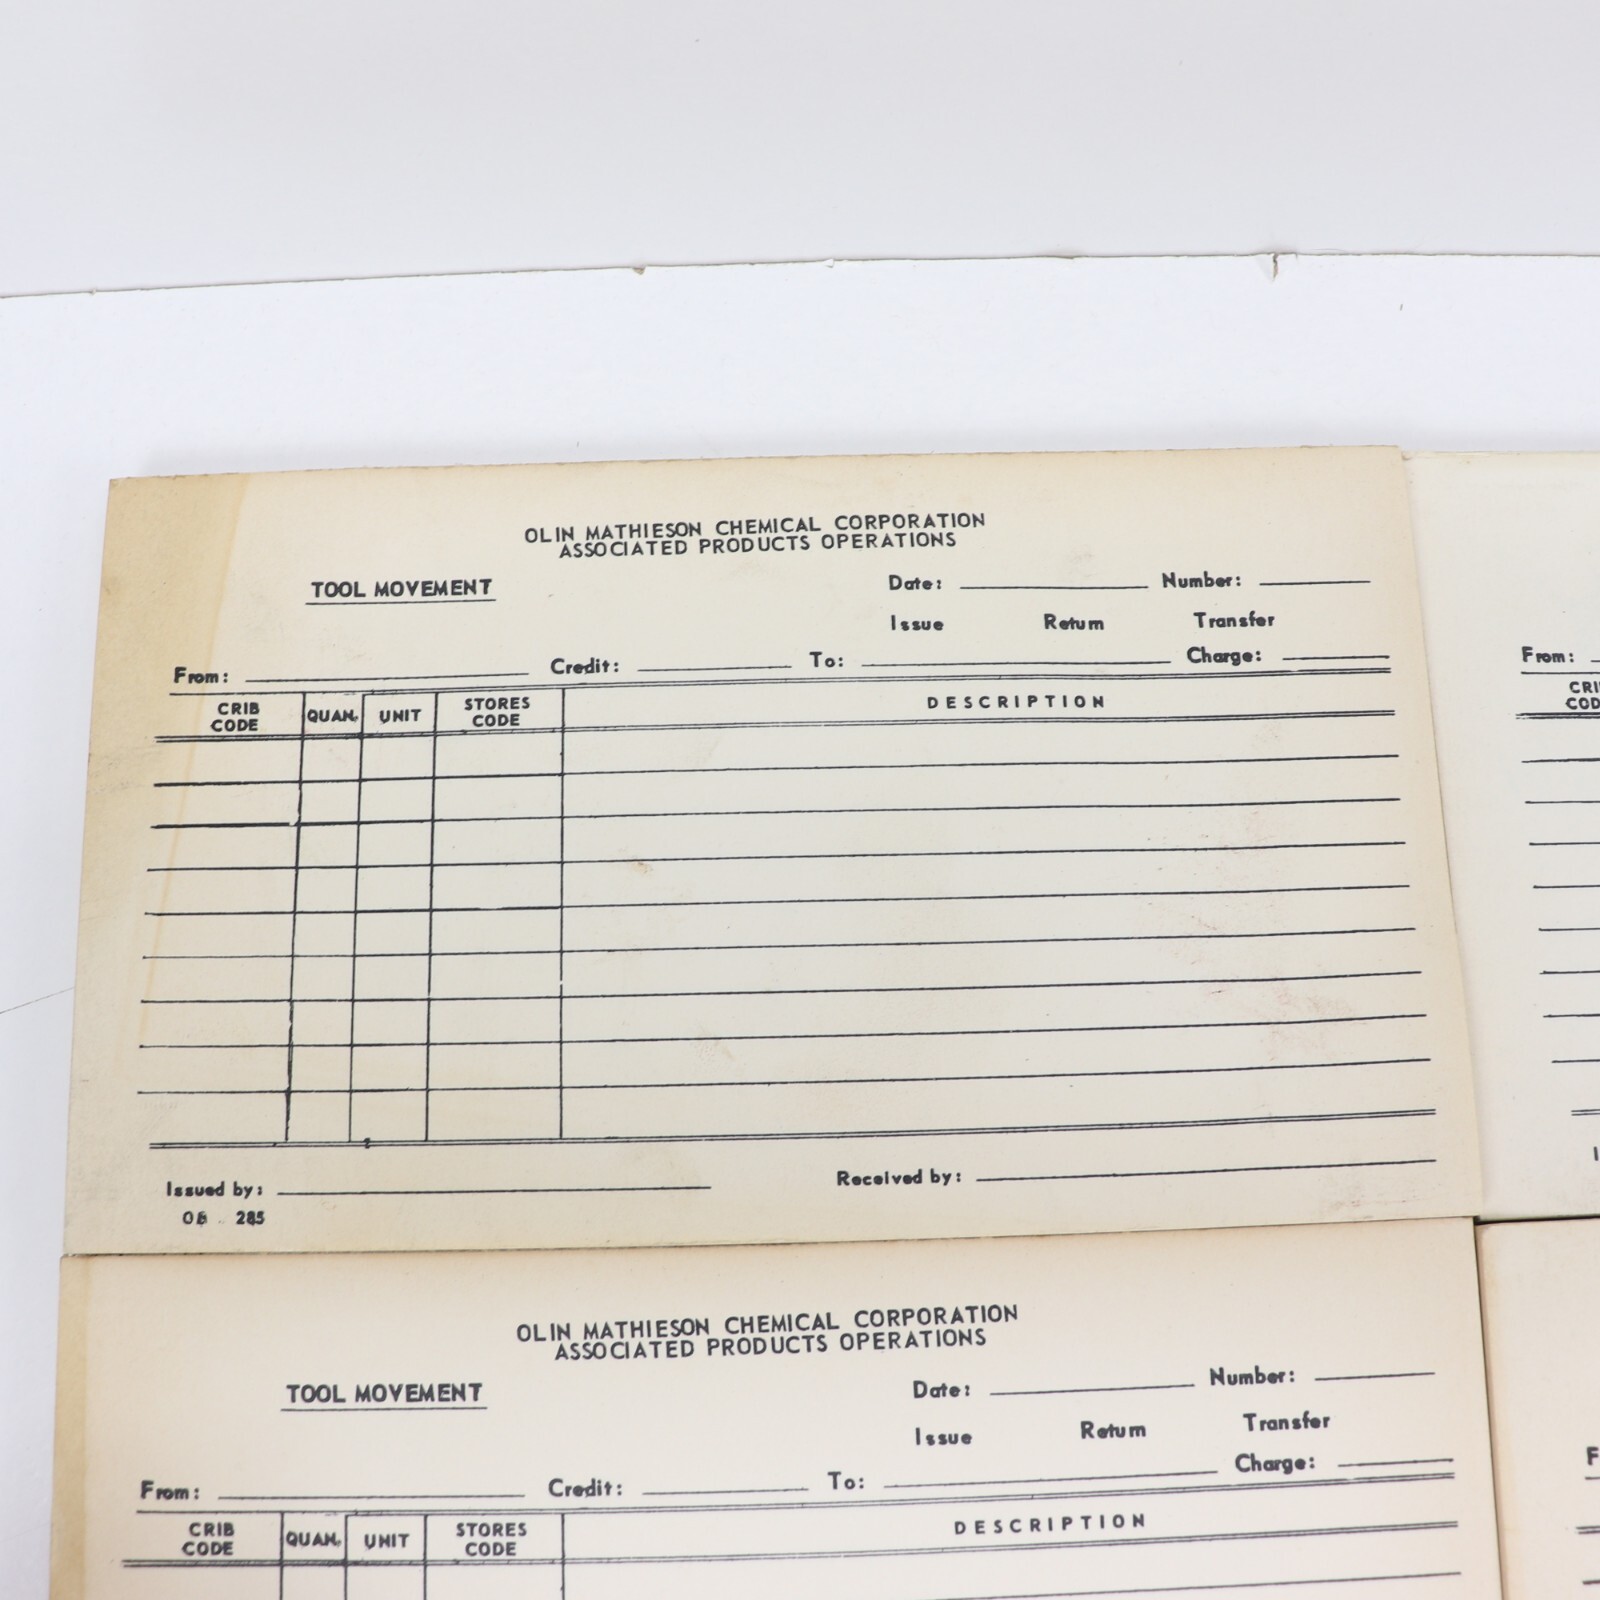 OLIN MATHIESON CHEMICAL CORPORATION
ASSOCIATED PRODUCTS OPERATIONS
TOOL MOVEMENT
Date: Number:
Issue Return Transfer
From: Credit: To: Charge:
CRIB CODE QUAN. UNIT STORES CODE DESCRIPTION
Issued by: Received by:
285
From:
OLIN MATHIESON CHEMICAL CORPORATION
ASSOCIATED PRODUCTS OPERATIONS
TOOL MOVEMENT
Date: Number:
Issue Return Transfer
From: Credit: To: Charge:
CRIB CODE QUAN. UNIT STORES CODE DESCRIPTION